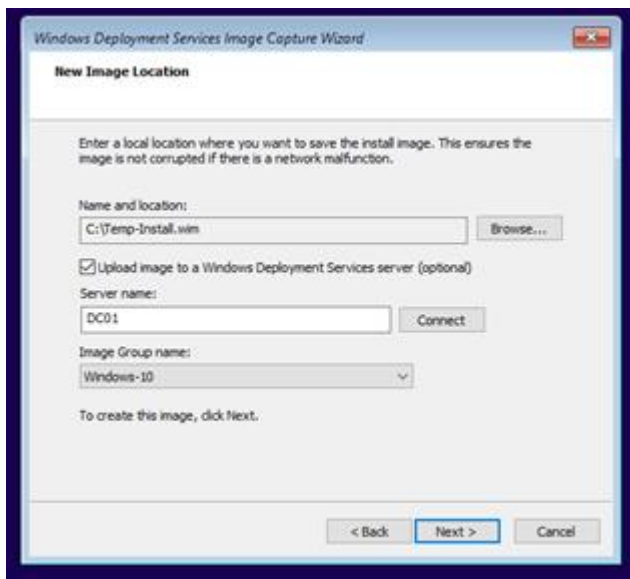 Windows Deployment Services Image Capture Wizard
New Image Location
Enter a local location where you want to save the install image. This ensures the
image is not corrupted if there is a network malfunction.
Name and location:
C:\Temp-Install.wim
Browse...
Upload image to a Windows Deployment Services server (optional)
Server name:
DC01
Connect
Image Group name:
Windows-10
To create this image, click Next.
< Back
Next >
Cancel